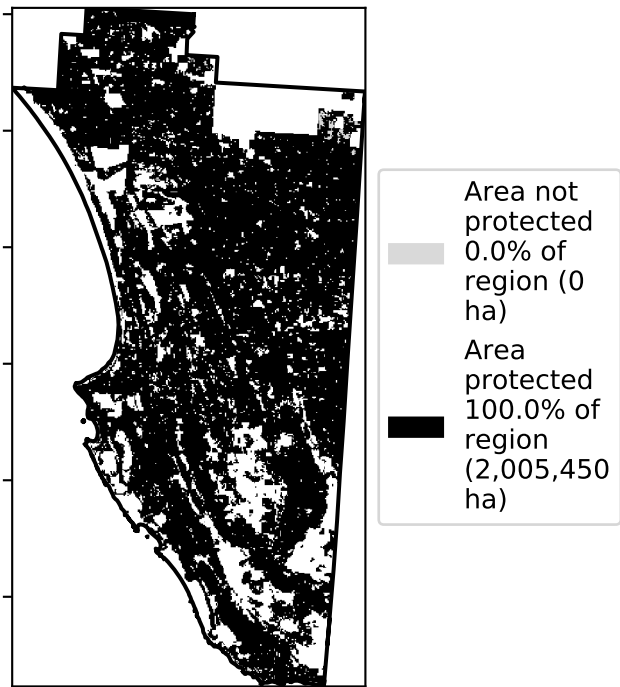 Area not
protected
0.0% of
region (0
ha)
Area
protected
100.0% of
region
(2,005,450
ha)